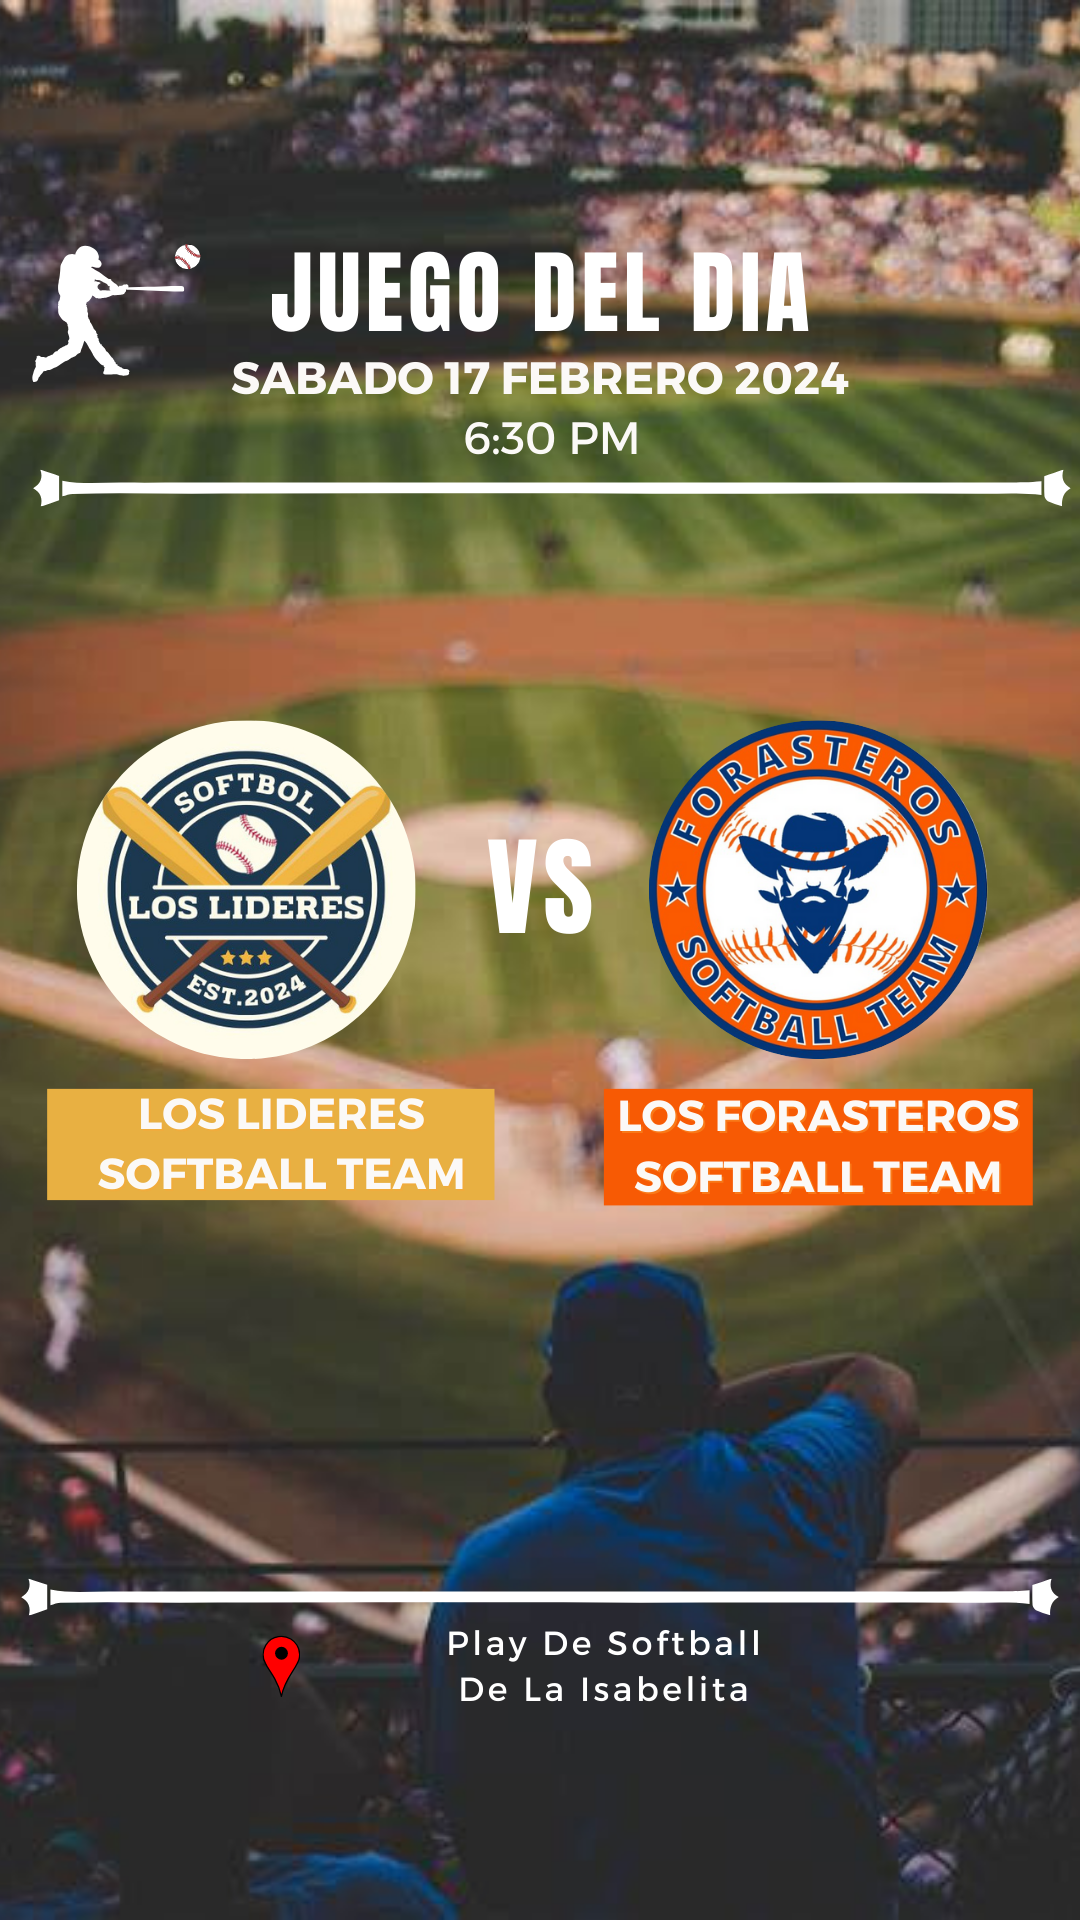 JUEGO DEL DIA
SABADO 17 FEBRERO 2024
6:30 PM
SOFTBOL
LOS LIDERES
EST.2024
VS
FORASTEROS
SOFTBALL TEAM
LOS LIDERES
SOFTBALL TEAM
LOS FORASTEROS
SOFTBALL TEAM
Play De Softball
De La Isabelita